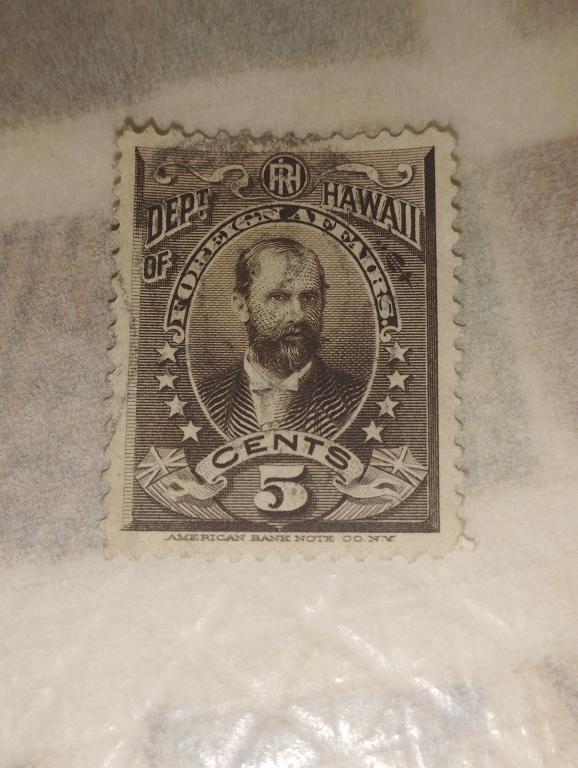 RH
DEPT HAWAII
OF
FOREIGN AFFAIRS.
CENTS
5
AMERICAN BANK NOTE CO. N.Y.